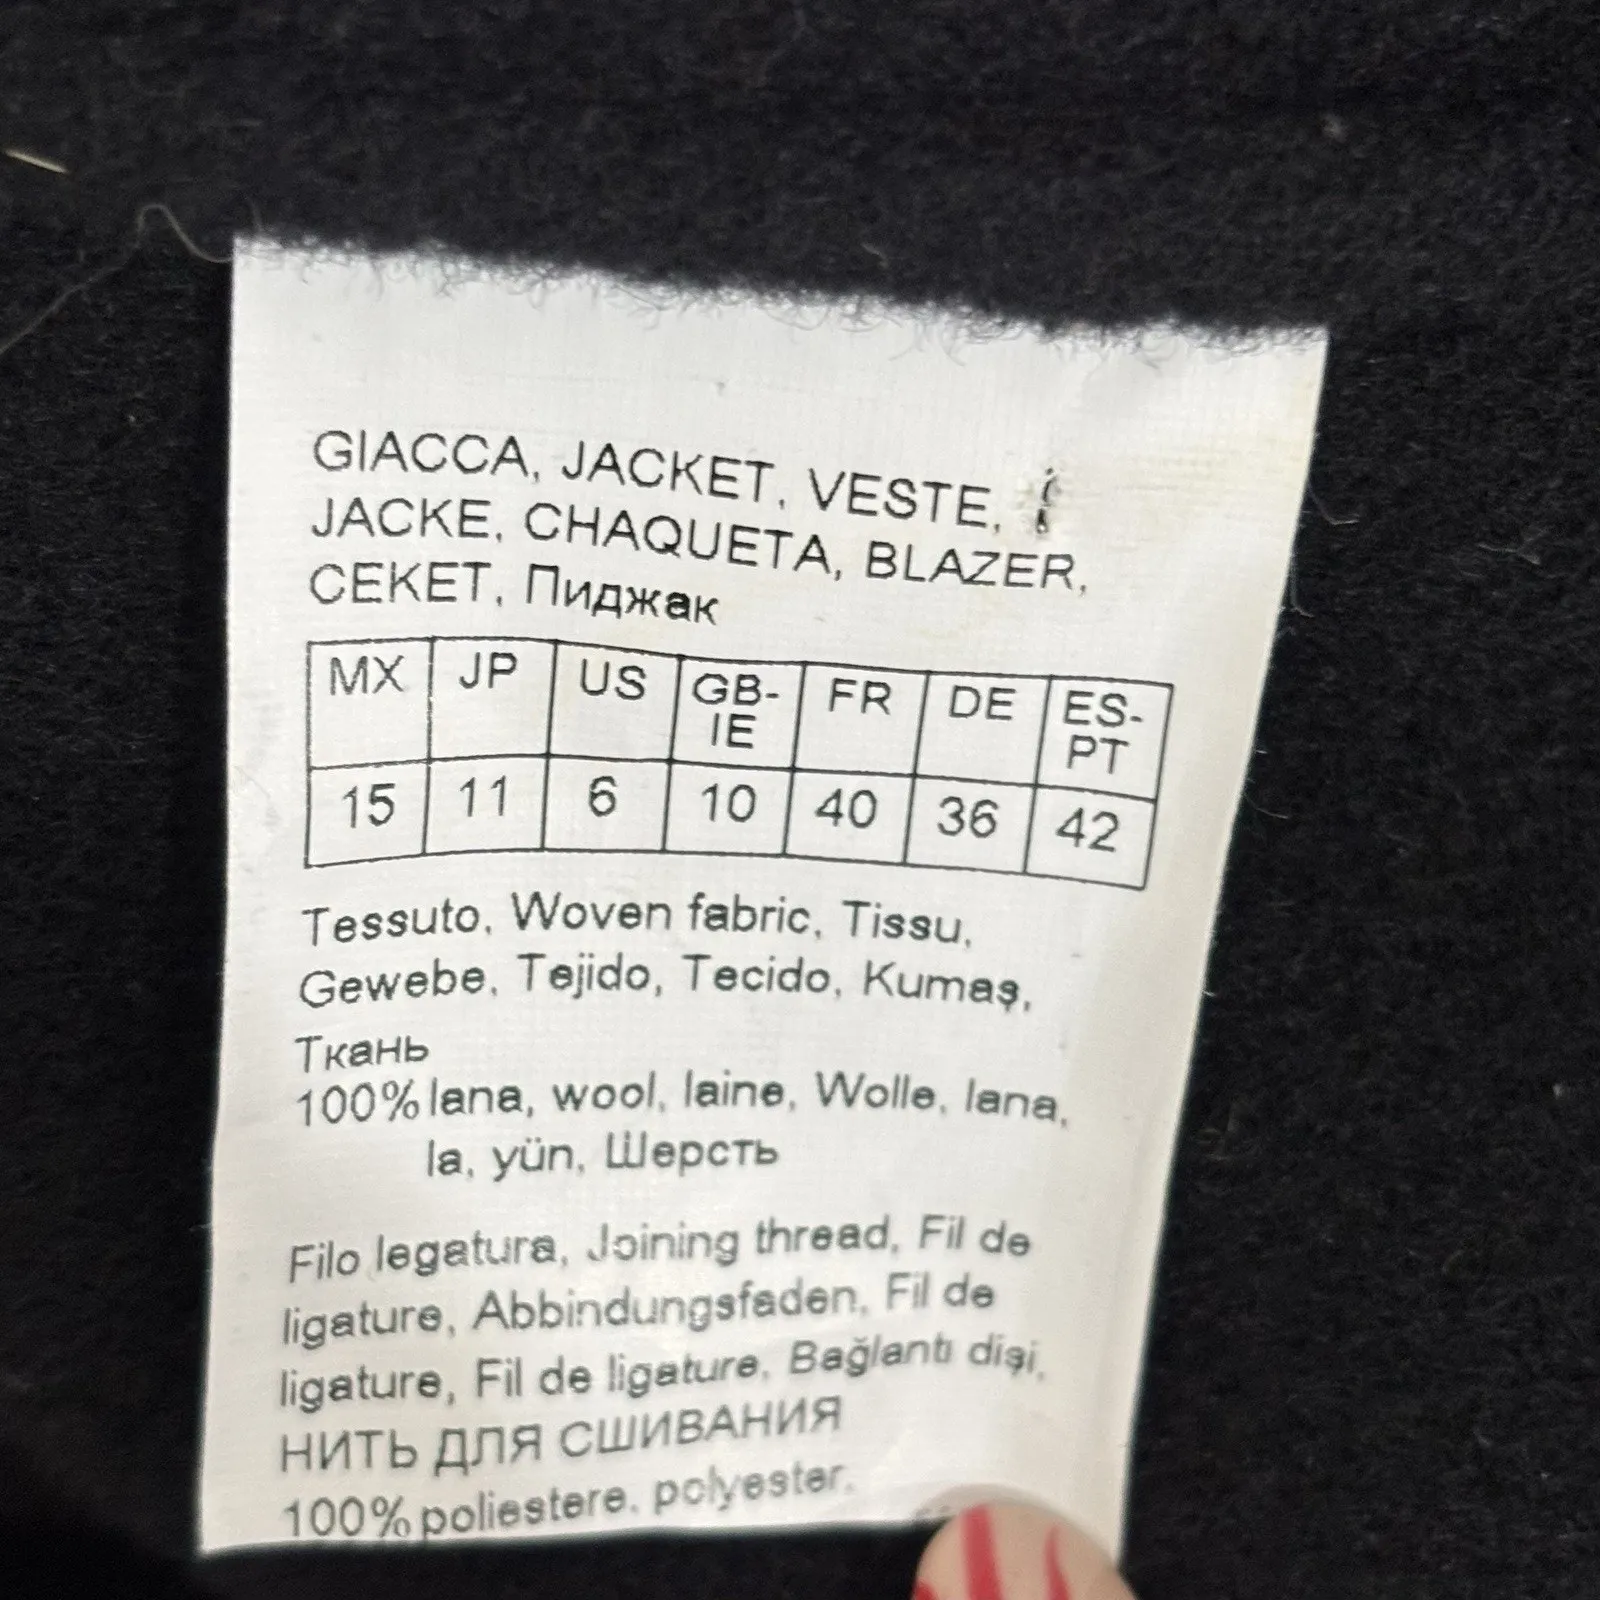 GIACCA, JACKET, VESTE,
JACKE, CHAQUETA, BLAZER,
CEKET, Пиджак
MX JP US GB-IE FR DE ES-PT
15 11 6 10 40 36 42
Tessuto, Woven fabric, Tissu,
Gewebe, Tejido, Tecido, Kumaş,
Ткань
100% lana, wool, laine, Wolle, lana,
la, yün, Шерсть
Filo legatura, Joining thread, Fil de
ligature, Abbindungsfaden, Fil de
ligature, Fil de ligature, Bağlantı dişi,
НИТЬ ДЛЯ СШИВАНИЯ
100% poliestere, polyester,